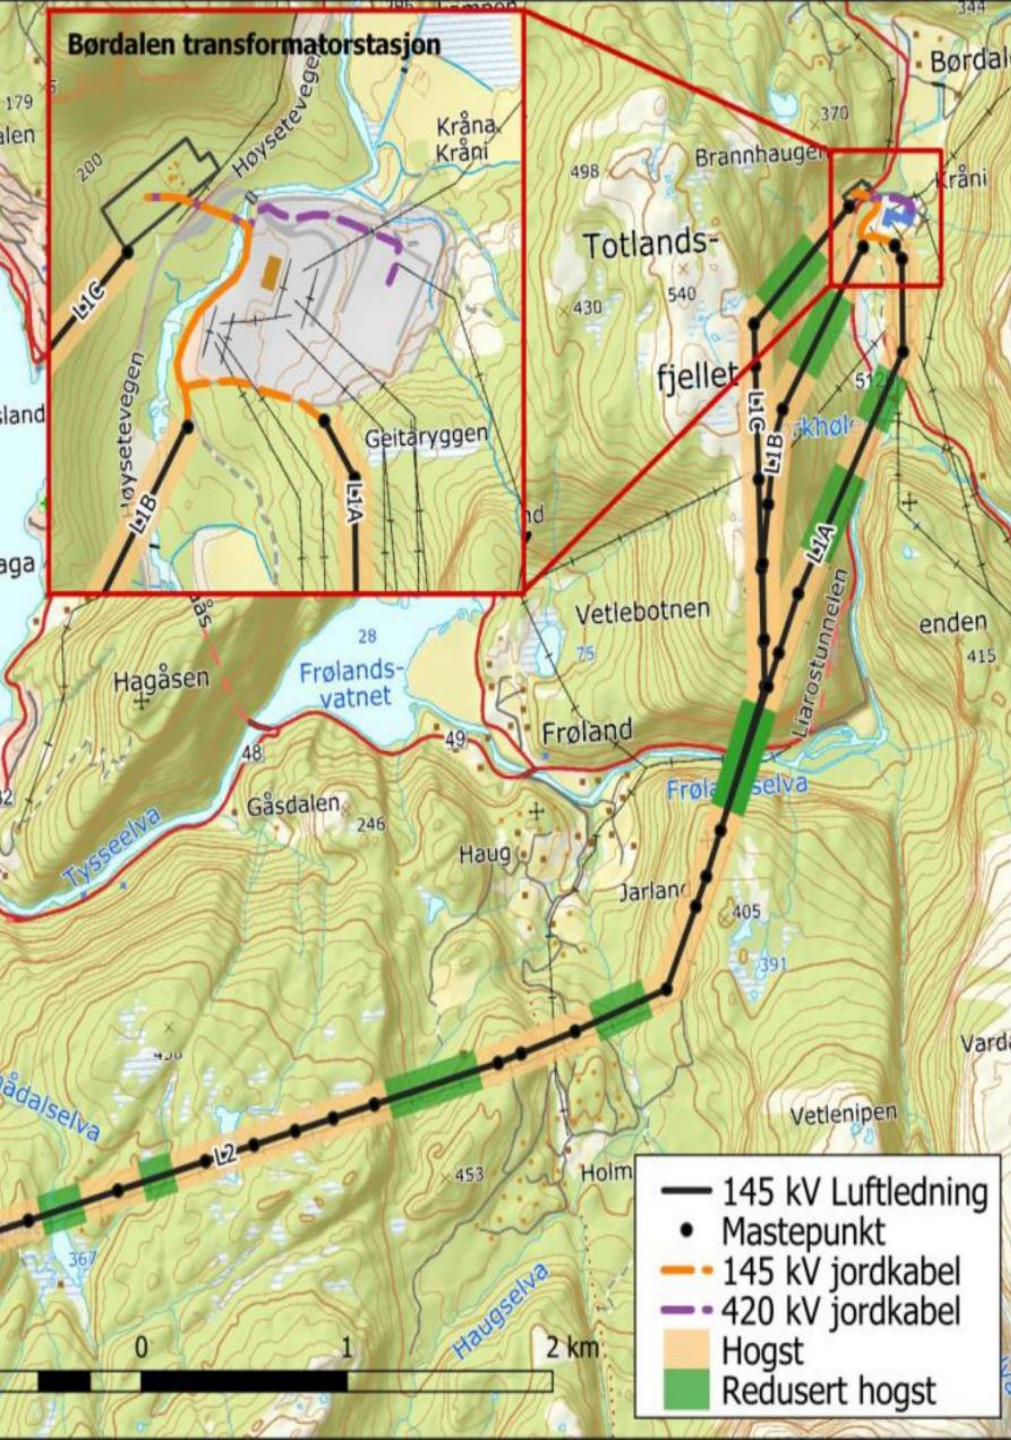 Børdalen transformatorstasjon
Høysetevegen
Kråna
Kråni
200
L1C
Høysetevegen
Geitaryggen
L1B
L1A
344
179
370
Brannhaugen
Kråni
498
Totlands-
fjellet
430
540
512
L1C
L1B
L1A
Vetlebotnen
75
Liarostunnelen
enden
415
28
Frølands-
vatnet
Hagåsen
Frøland
48
49
Gåsdalen
246
Tysseelva
Haug
Jarland
405
391
L2
453
367
Vetlenipen
Holm
Haugselva
0 1 2 km
145 kV Luftledning
Mastepunkt
145 kV jordkabel
420 kV jordkabel
Hogst
Redusert hogst